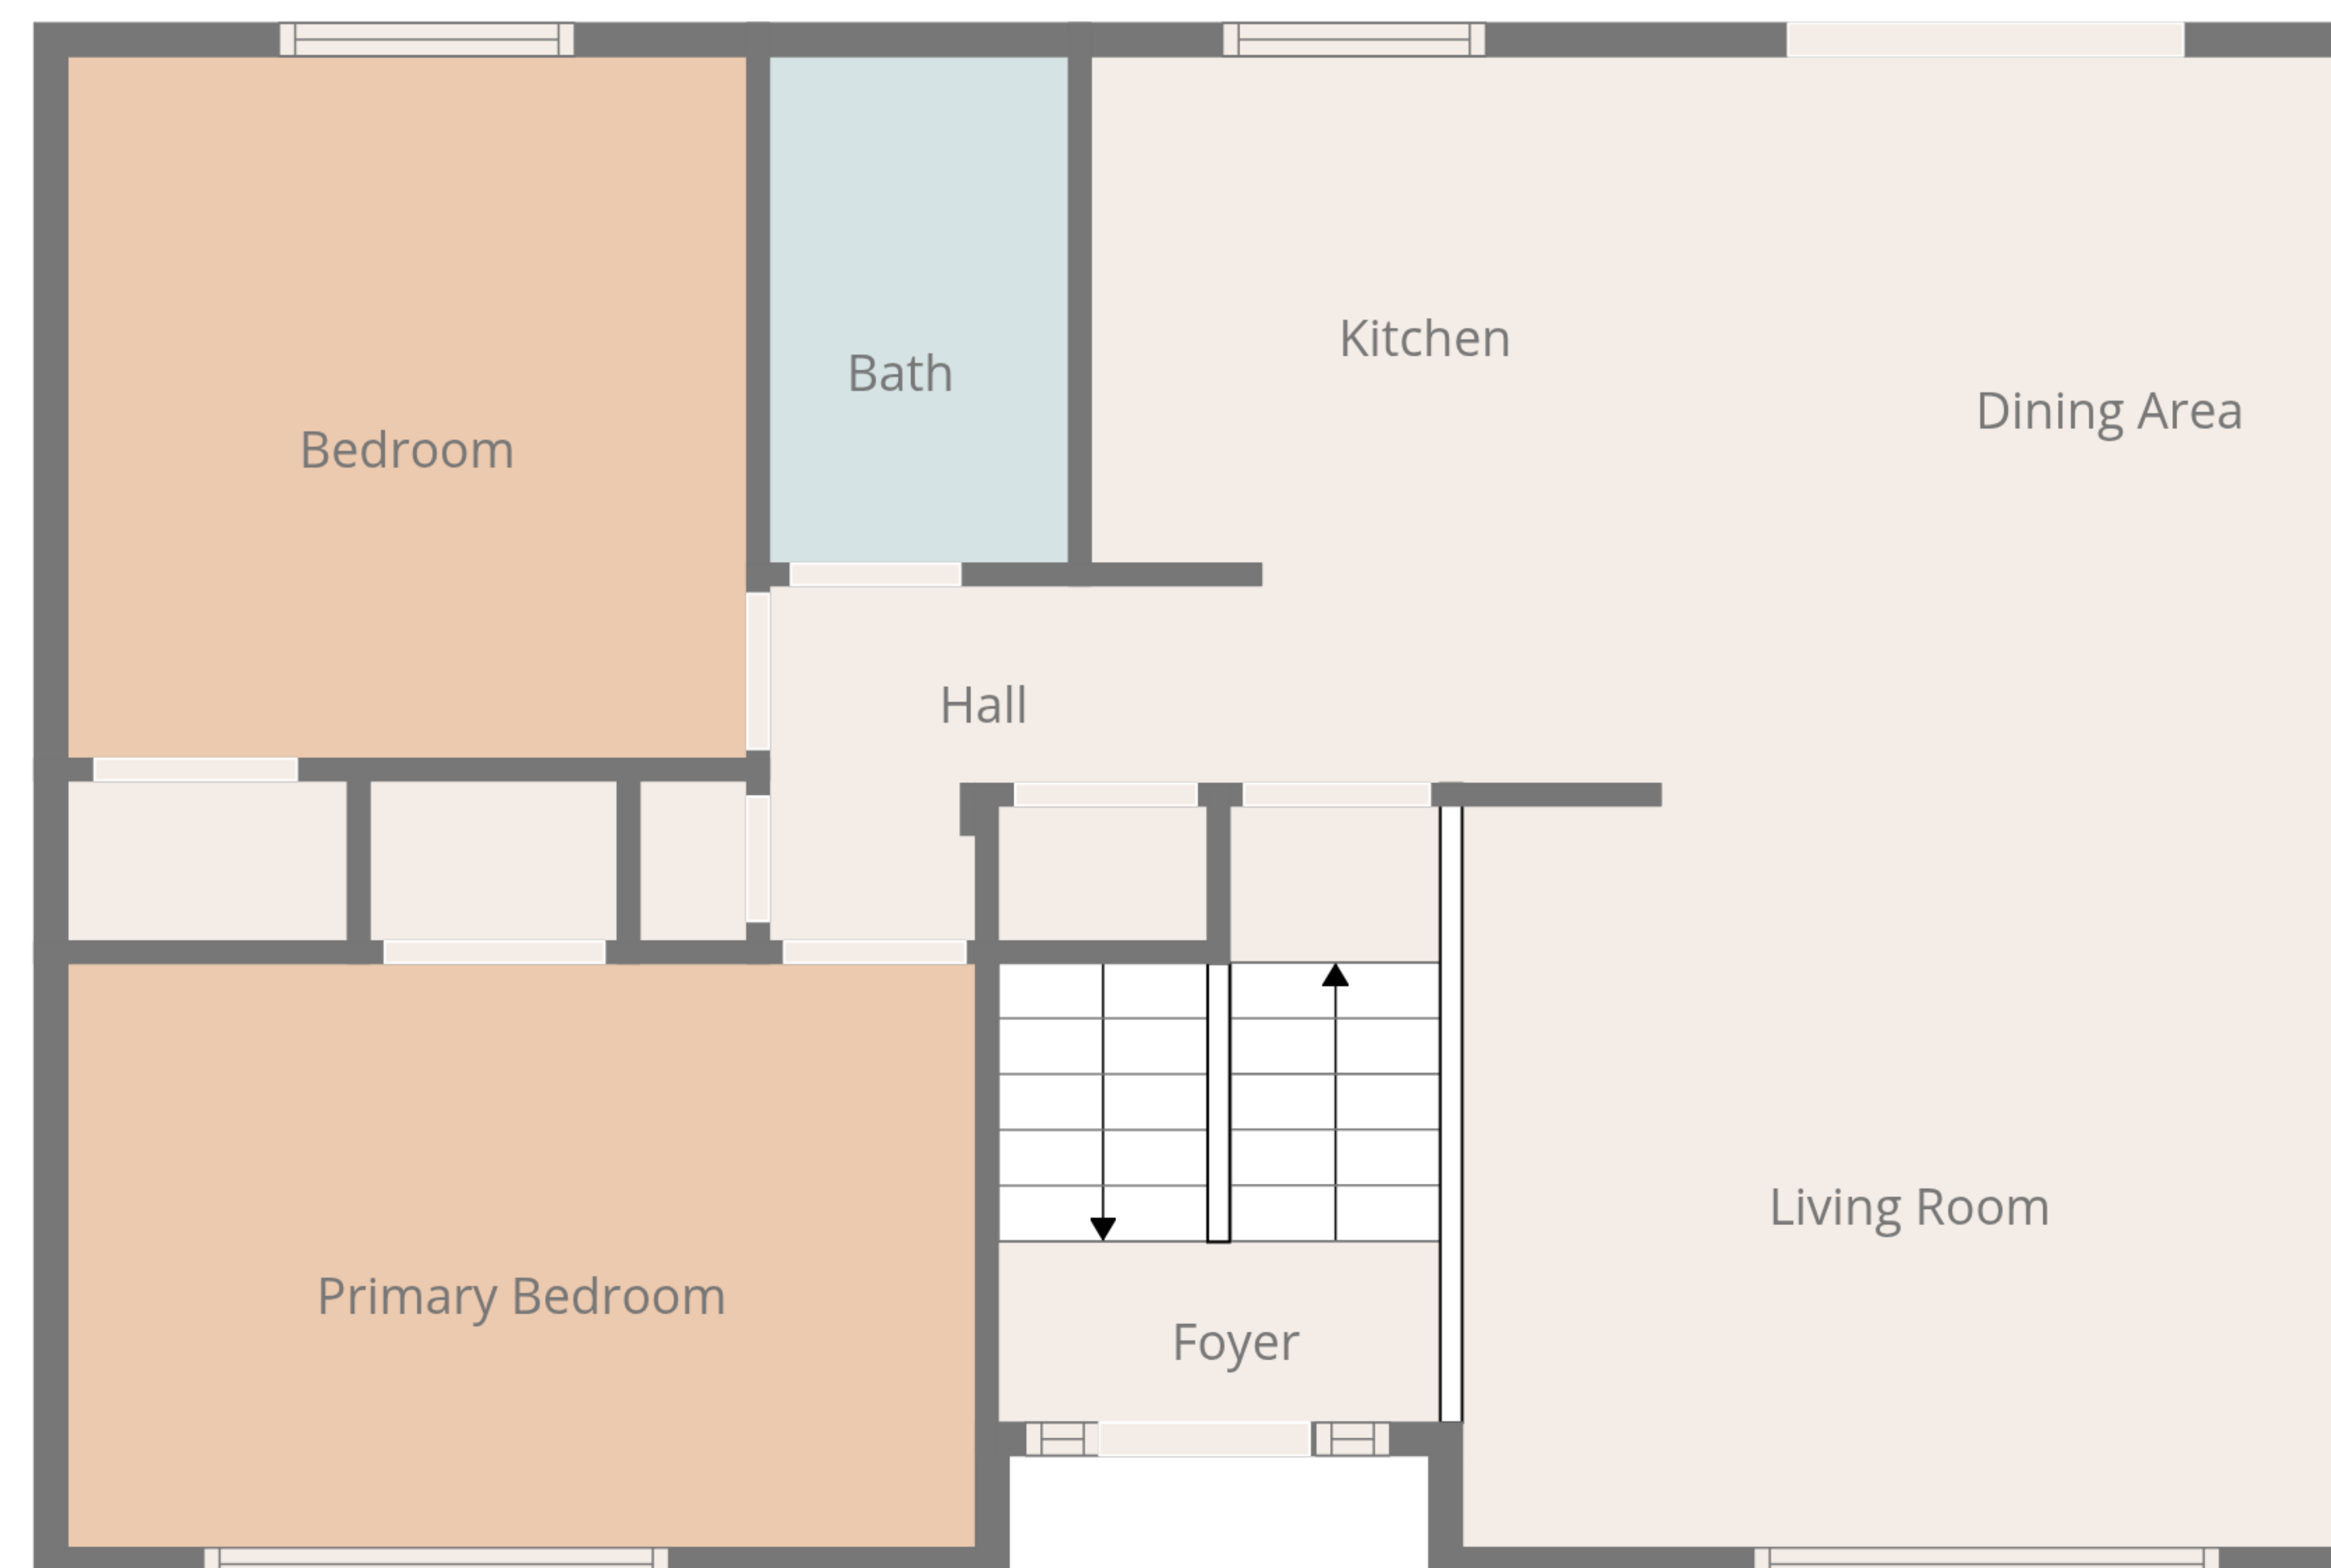 Kitchen
Bath
Dining Area
Bedroom
Hall
Living Room
Primary Bedroom
Foyer